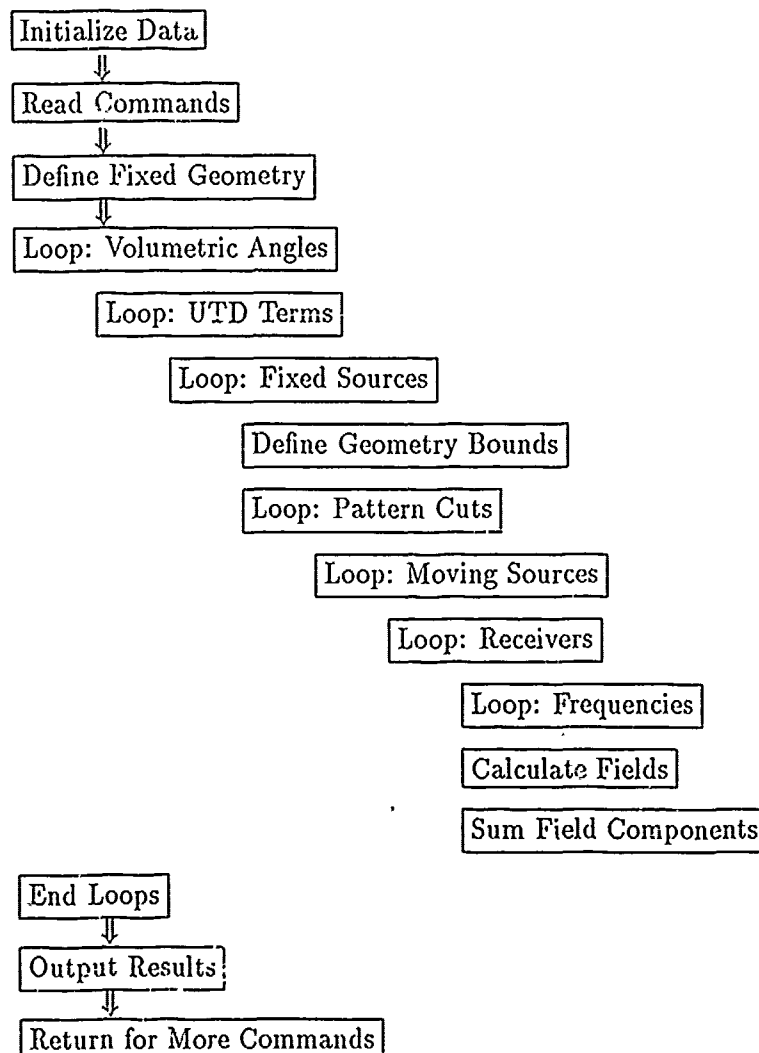 Initialize Data
Read Commands
Define Fixed Geometry
Loop: Volumetric Angles
Loop: UTD Terms
Loop: Fixed Sources
Define Geometry Bounds
Loop: Pattern Cuts
Loop: Moving Sources
Loop: Receivers
Loop: Frequencies
Calculate Fields
Sum Field Components
End Loops
Output Results
Return for More Commands